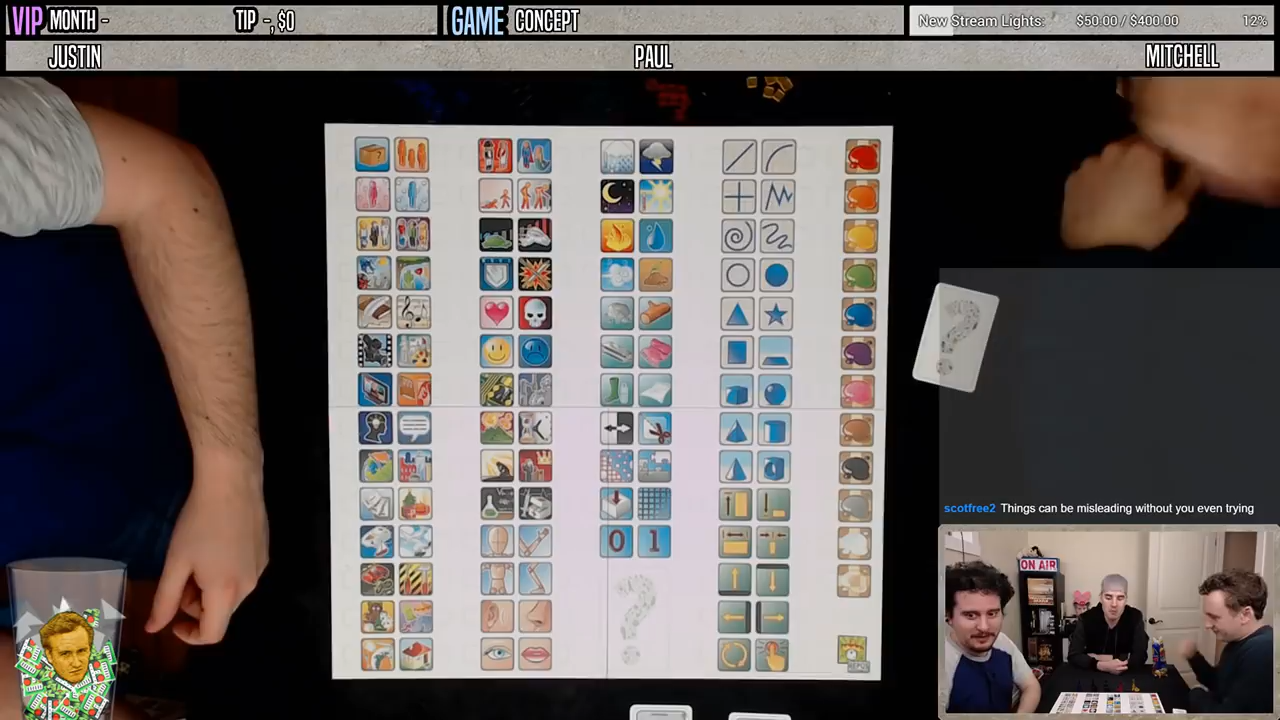 VIP MONTH -
TIP -, $0
GAME CONCEPT
New Stream Lights: $50.00 / $400.00 12%
JUSTIN
PAUL
MITCHELL
?
?
0 1
?
scotfree2 Things can be misleading without you even trying
ON AIR